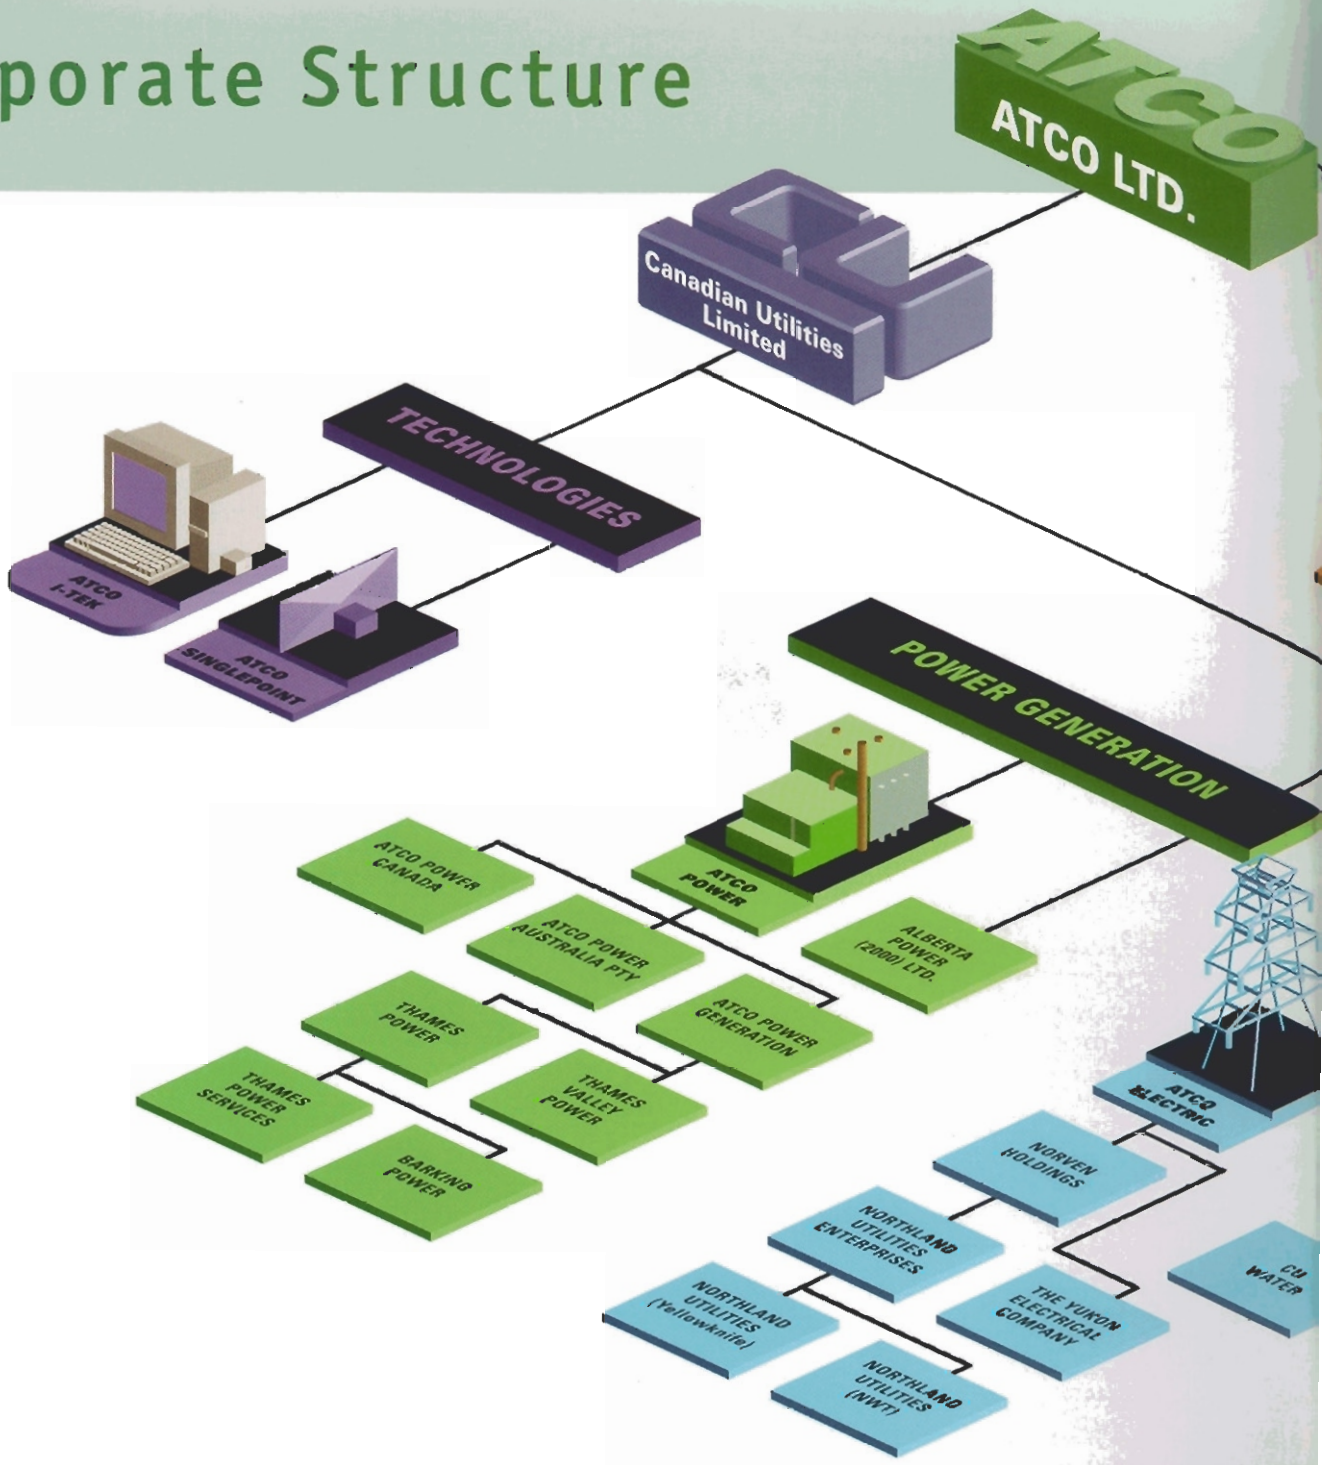 porate Structure
ATCO
ATCO LTD.
Canadian Utilities
Limited
TECHNOLOGIES
ATCO
I-TEK
ATCO
SINGLEPOINT
POWER GENERATION
ATCO
POWER
ATCO POWER
CANADA
ATCO POWER
AUSTRALIA PTY
ATCO POWER
GENERATION
ALBERTA
POWER
(2000) LTD.
THAMES
POWER
THAMES
VALLEY
POWER
THAMES
POWER
SERVICES
BARKING
POWER
ATCO
ELECTRIC
NORVEN
HOLDINGS
NORTHLAND
UTILITIES
ENTERPRISES
THE YUKON
ELECTRICAL
COMPANY
NORTHLAND
UTILITIES
(Yellowknife)
NORTHLAND
UTILITIES
(NWT)
CU
WATER